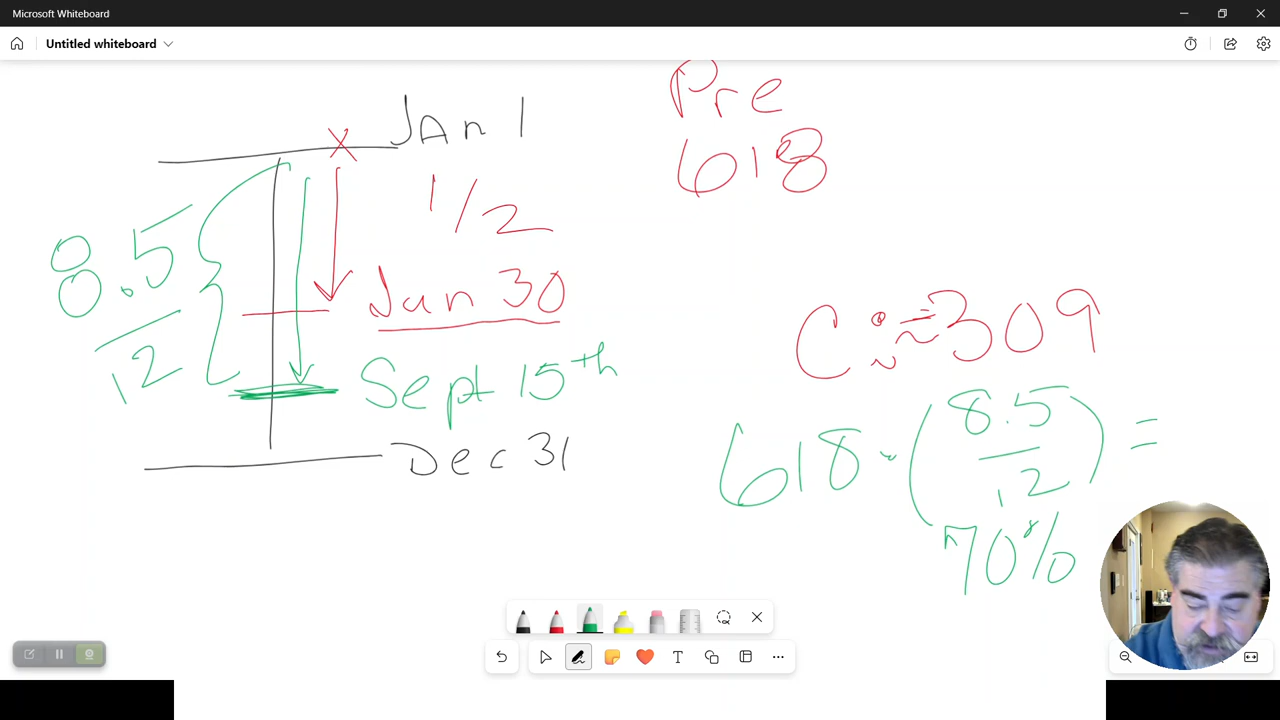 Microsoft Whiteboard
Untitled whiteboard
Jan 1
1/2
Jan 30
Sept 15th
Dec 31
8.5
12
Pre
618
C ≈ 309
618 · (8.5
12) =
70%